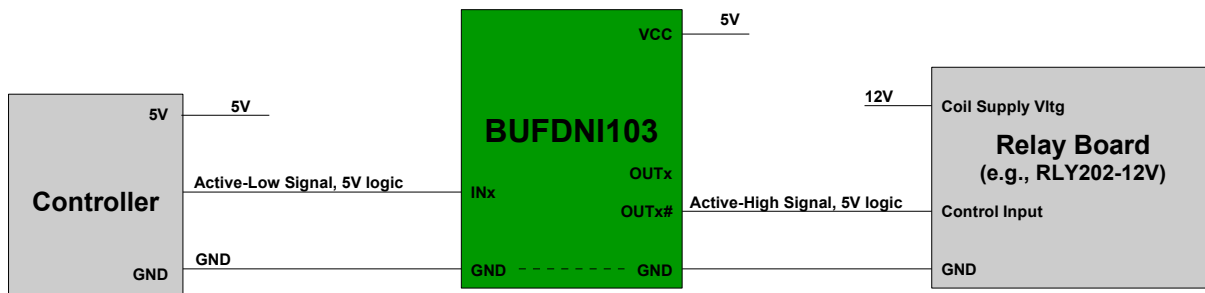 5V
VCC
12V
Coil Supply Vltg
5V
5V
BUFDNI103
Relay Board
(e.g., RLY202-12V)
OUTx
Active-Low Signal, 5V logic
INx
Controller
OUTx#
Active-High Signal, 5V logic
Control Input
GND
GND
GND
GND
GND